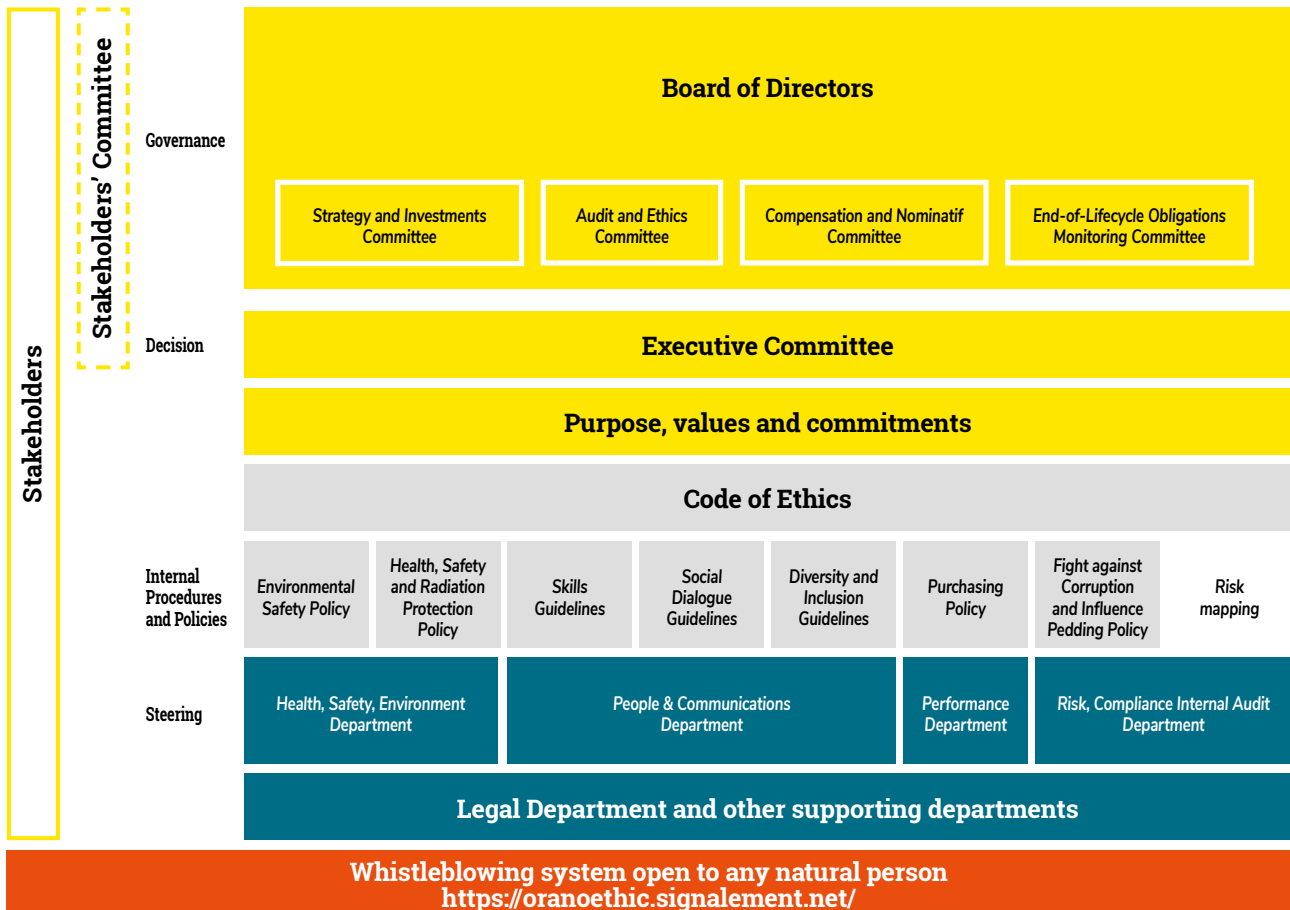 Stakeholders
Stakeholders' Committee
Governance
Board of Directors
Strategy and Investments
Committee
Audit and Ethics
Committee
Compensation and Nominatif
Committee
End-of-Lifecycle Obligations
Monitoring Committee
Decision
Executive Committee
Purpose, values and commitments
Code of Ethics
Internal
Procedures
and Policies
Environmental
Safety Policy
Health, Safety
and Radiation
Protection
Policy
Skills
Guidelines
Social
Dialogue
Guidelines
Diversity and
Inclusion
Guidelines
Purchasing
Policy
Fight against
Corruption
and Influence
Pedding Policy
Risk
mapping
Steering
Health, Safety, Environment
Department
People & Communications
Department
Performance
Department
Risk, Compliance Internal Audit
Department
Legal Department and other supporting departments
Whistleblowing system open to any natural person
https://oranoethic.signalement.net/